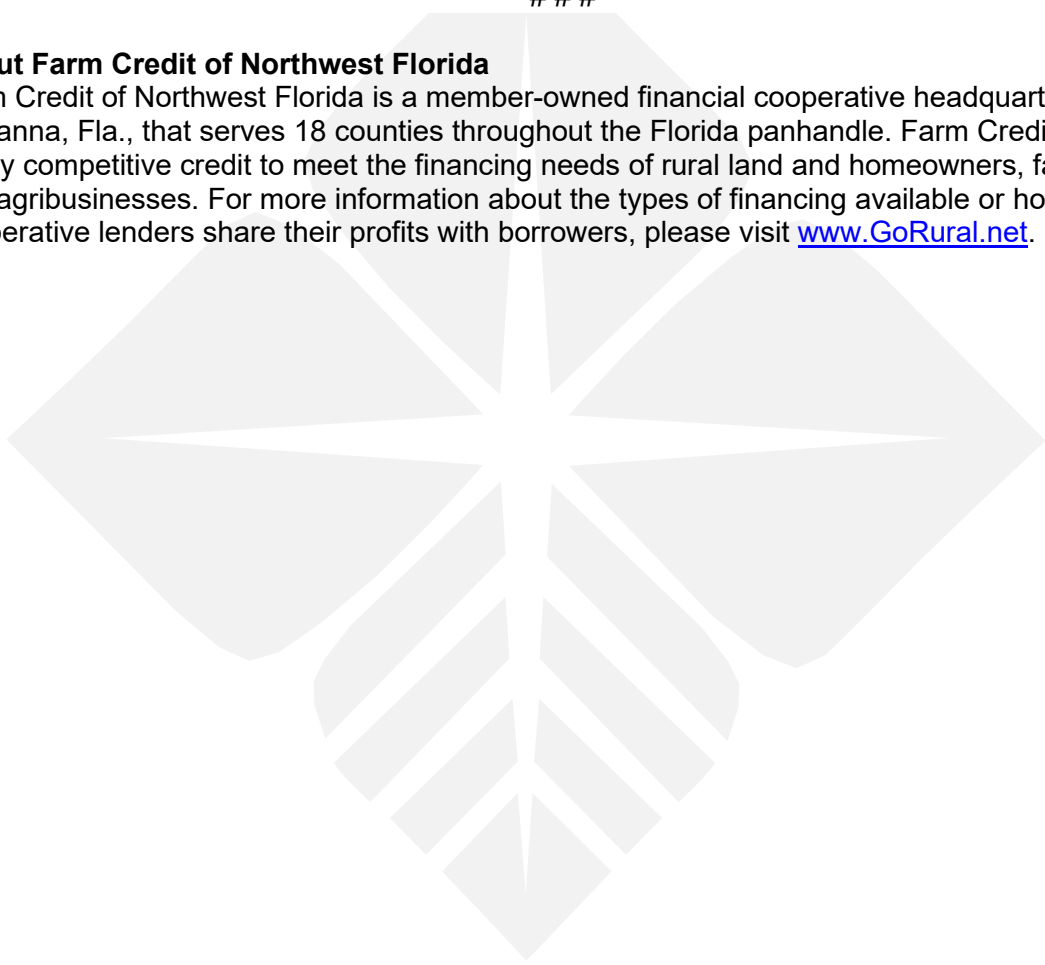 # # #
ut Farm Credit of Northwest Florida
n Credit of Northwest Florida is a member-owned financial cooperative headquart
anna, Fla., that serves 18 counties throughout the Florida panhandle. Farm Credi
y competitive credit to meet the financing needs of rural land and homeowners, fa
agribusinesses. For more information about the types of financing available or ho
perative lenders share their profits with borrowers, please visit www.GoRural.net.